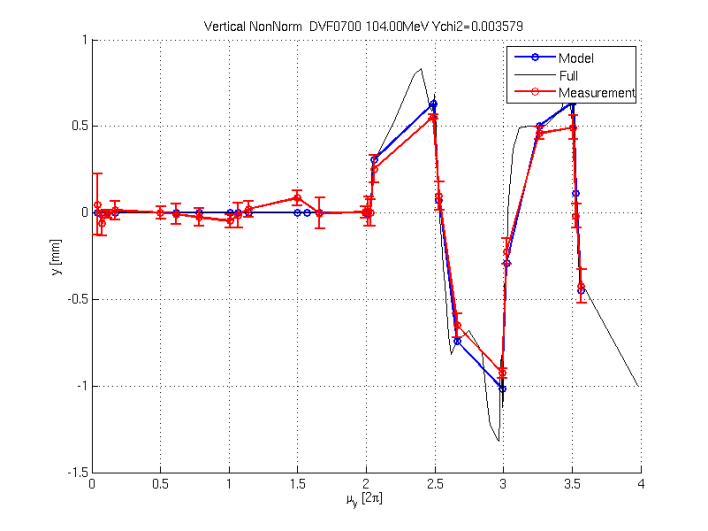 Vertical NonNorm DVF0700 104.00MeV Ychi2=0.003579
1
0.5
0
-0.5
-1
-1.5
y [mm]
0
0.5
1
1.5
2
2.5
3
3.5
4
μy [2π]
Model
Full
Measurement